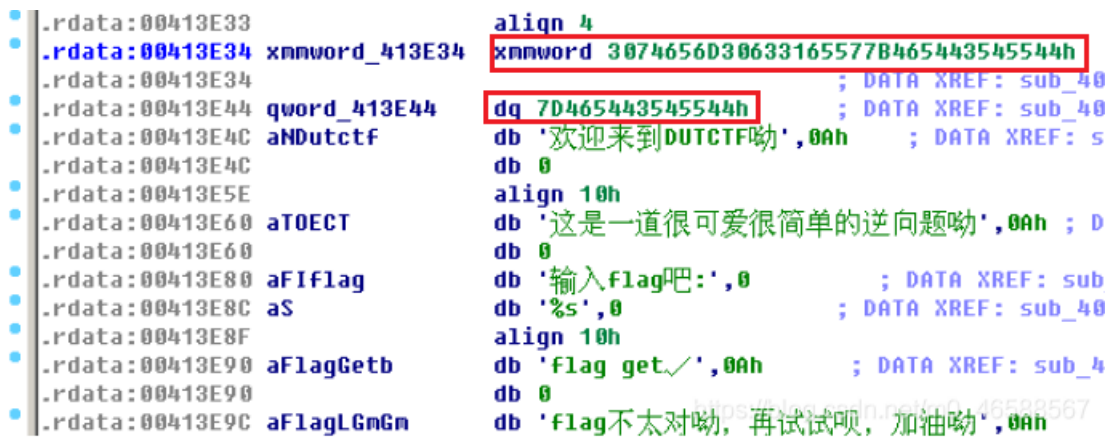 .rdata:00413E33 align 4
.rdata:00413E34 xmmword_413E34 xmmword 3074656D30633165577B465443545544h
.rdata:00413E34 ; DATA XREF: sub_40
.rdata:00413E44 qword_413E44 dq 7D465443545544h ; DATA XREF: sub_40
.rdata:00413E4C aNDutctf db '欢迎来到DUTCTF呦',0Ah ; DATA XREF: s
.rdata:00413E4C db 0
.rdata:00413E5E align 10h
.rdata:00413E60 aTOECT db '这是一道很可爱很简单的逆向题呦',0Ah ; D
.rdata:00413E60 db 0
.rdata:00413E80 aFIflag db '输入flag吧:',0 ; DATA XREF: sub
.rdata:00413E8C aS db '%s',0 ; DATA XREF: sub_40
.rdata:00413E8F align 10h
.rdata:00413E90 aFlagGetb db 'flag get✓',0Ah ; DATA XREF: sub_4
.rdata:00413E90 db 0
.rdata:00413E9C aFlagLGmGm db 'flag不太对呦，再试试呗，加油呦',0Ah